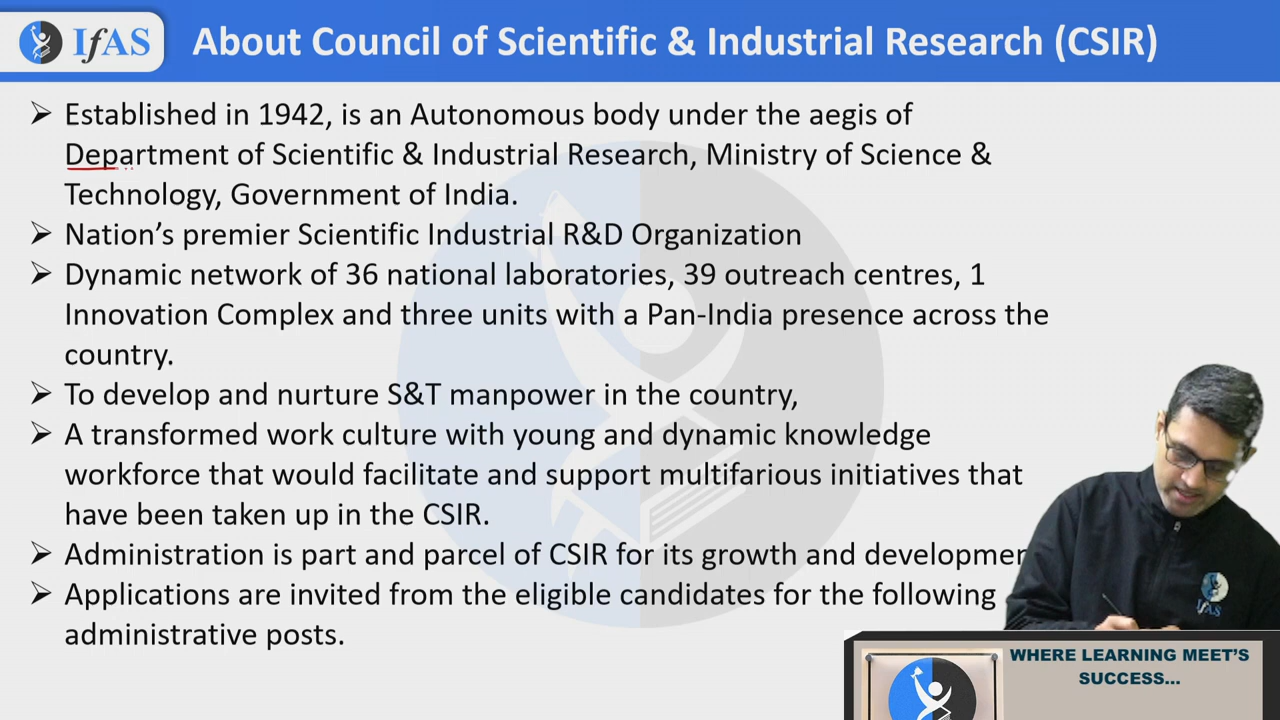 IfAS
About Council of Scientific & Industrial Research (CSIR)
➢ Established in 1942, is an Autonomous body under the aegis of
Department of Scientific & Industrial Research, Ministry of Science &
Technology, Government of India.
➢ Nation’s premier Scientific Industrial R&D Organization
➢ Dynamic network of 36 national laboratories, 39 outreach centres, 1
Innovation Complex and three units with a Pan-India presence across the
country.
➢ To develop and nurture S&T manpower in the country,
➢ A transformed work culture with young and dynamic knowledge
workforce that would facilitate and support multifarious initiatives that
have been taken up in the CSIR.
➢ Administration is part and parcel of CSIR for its growth and developmen
➢ Applications are invited from the eligible candidates for the following
administrative posts.
IfAS
WHERE LEARNING MEET’S
SUCCESS...